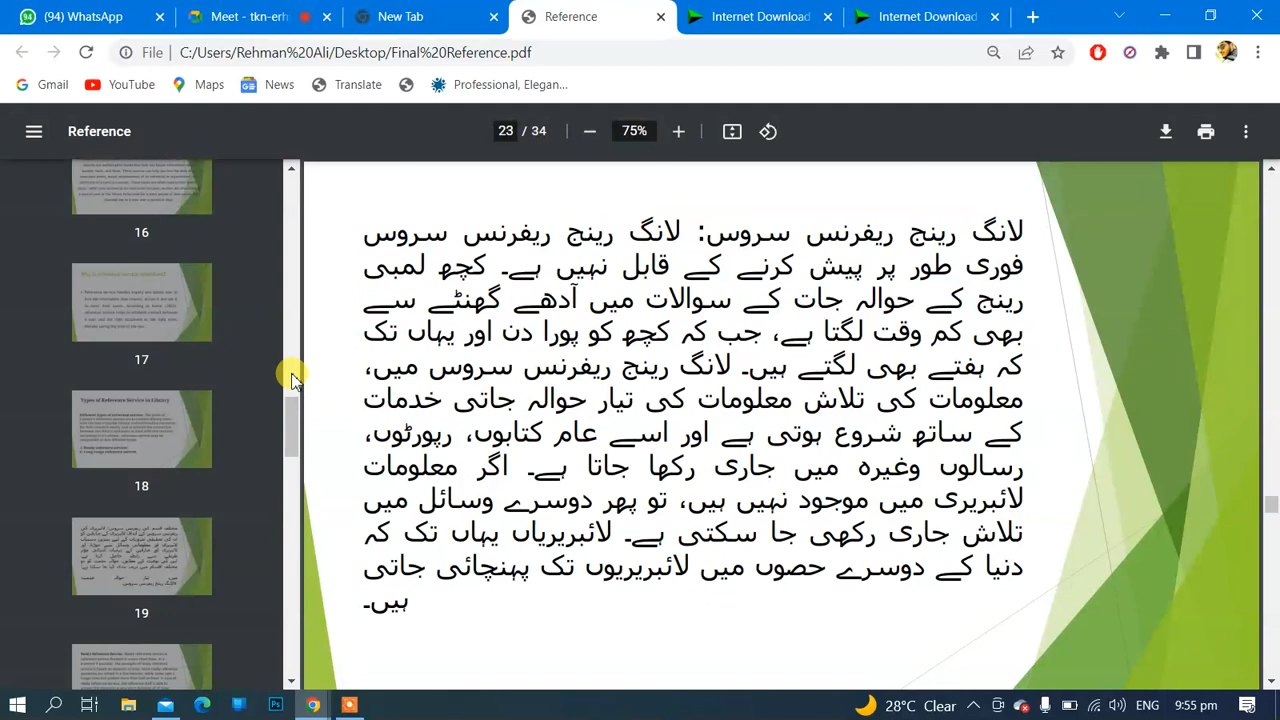 (94) WhatsApp
Meet - tkn-erh
New Tab
Reference
Internet Download
Internet Download
File
C:/Users/Rehman%20Ali/Desktop/Final%20Reference.pdf
Gmail
YouTube
Maps
News
Translate
Professional, Elegan...
Reference
23 / 34
75%
16
Why is reference service important?
17
Types of Reference Service in Library
18
19
لانگ رینج ریفرنس سروس: لانگ رینج ریفرنس سروس
فوری طور پر پیش کرنے کے قابل نہیں ہے۔ کچھ لمبی
رینج کے حوالہ جات کے سوالات میں آدھے گھنٹے سے
بھی کم وقت لگتا ہے، جب کہ کچھ کو پورا دن اور یہاں تک
کہ ہفتے بھی لگتے ہیں۔ لانگ رینج ریفرنس سروس میں،
معلومات کی تلاش معلومات کی تیار حوالہ جاتی خدمات
کے ساتھ شروع ہوتی ہے اور اسے عام کتابوں، رپورٹوں،
رسالوں وغیرہ میں جاری رکھا جاتا ہے۔ اگر معلومات
لائبریری میں موجود نہیں ہیں، تو پھر دوسرے وسائل میں
تلاش جاری رکھی جا سکتی ہے۔ لائبریریاں یہاں تک کہ
دنیا کے دوسرے حصوں میں لائبریریوں تک پہنچائی جاتی
ہیں۔
28°C Clear
ENG
9:55 pm